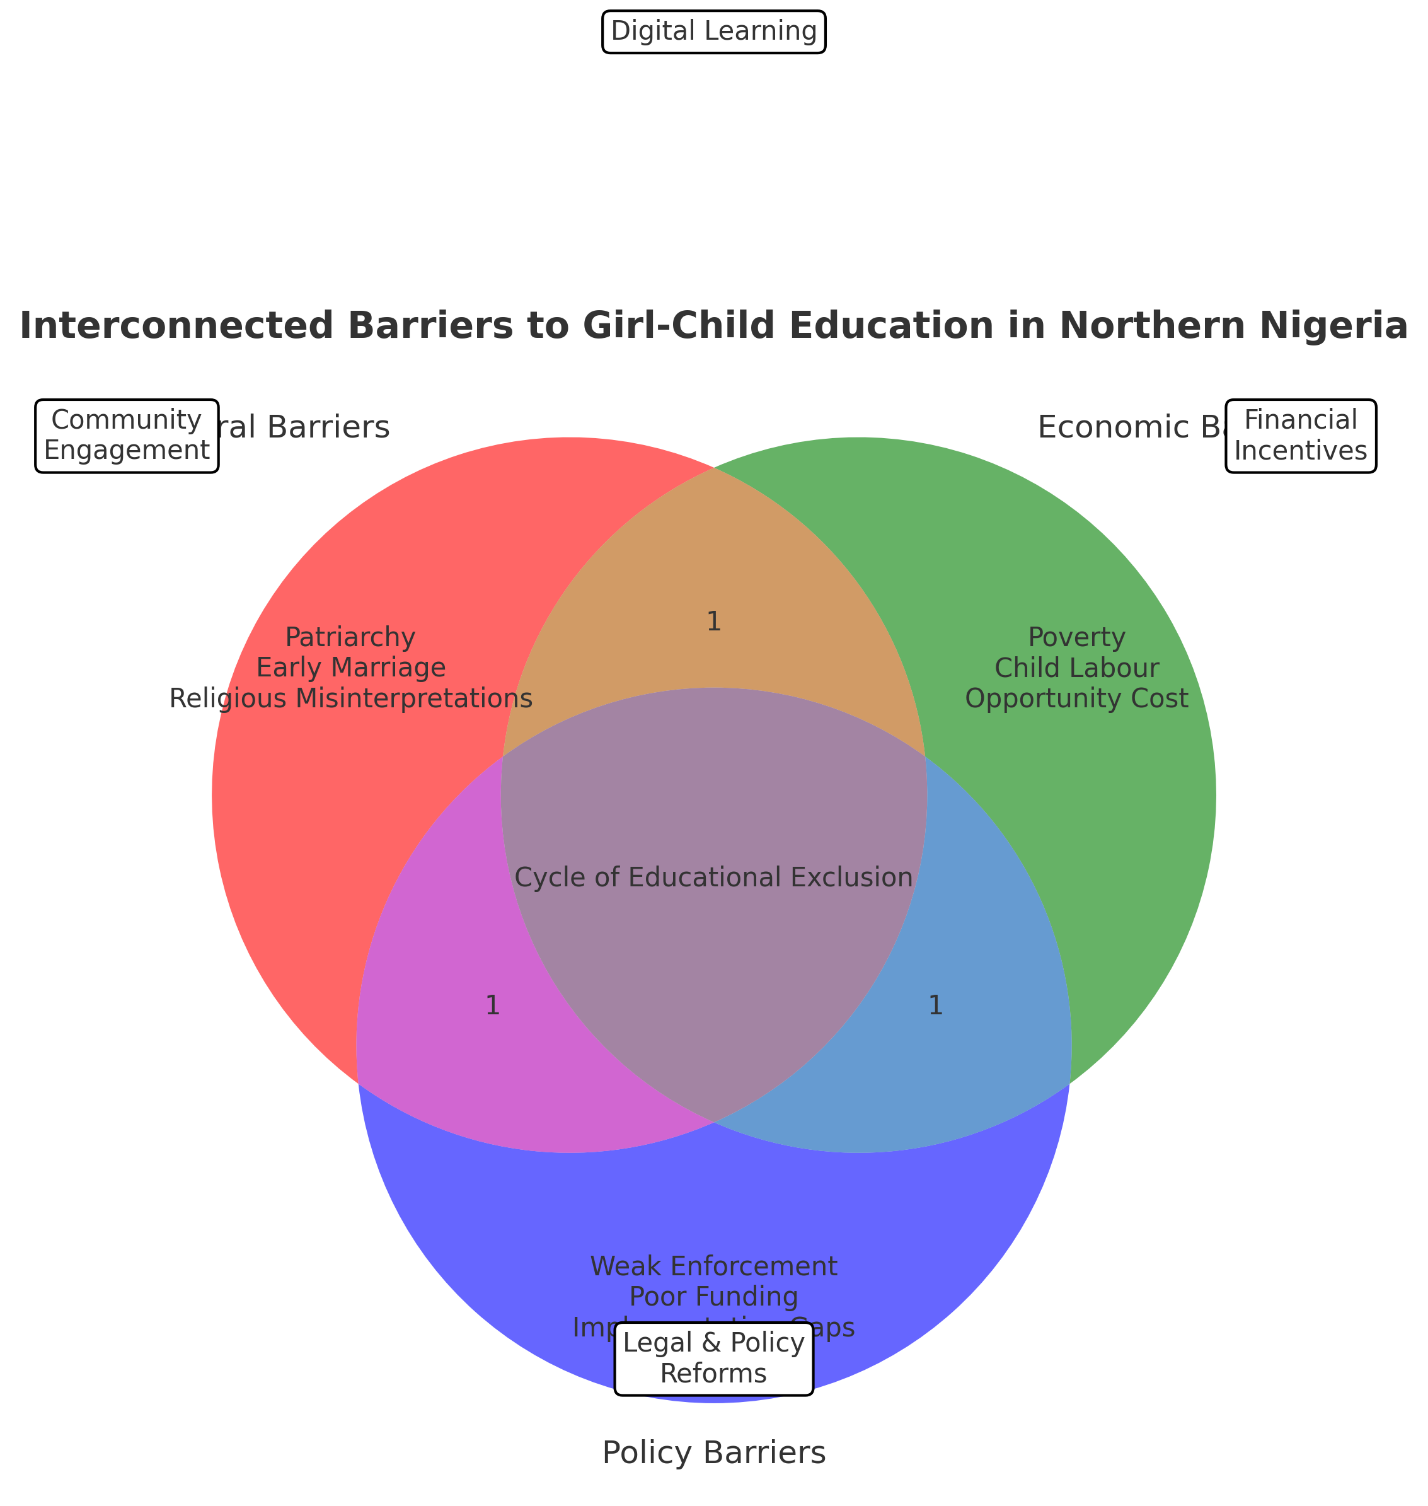 Digital Learning
Interconnected Barriers to Girl-Child Education in Northern Nigeria
Community
Engagement
ral Barriers
Economic Ba
Financial
Incentives
1
Patriarchy
Early Marriage
Religious Misinterpretations
Poverty
Child Labour
Opportunity Cost
Cycle of Educational Exclusion
1
1
Weak Enforcement
Poor Funding
Legal & Policy
Reforms
Policy Barriers